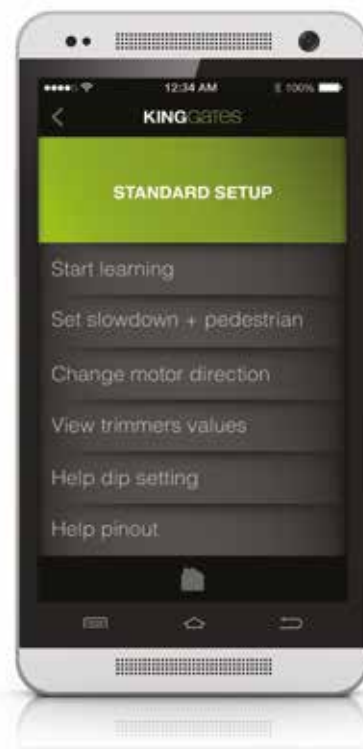 12:34 AM 100%
KINGGATES
STANDARD SETUP
Start learning
Set slowdown + pedestrian
Change motor direction
View trimmers values
Help dip setting
Help pinout